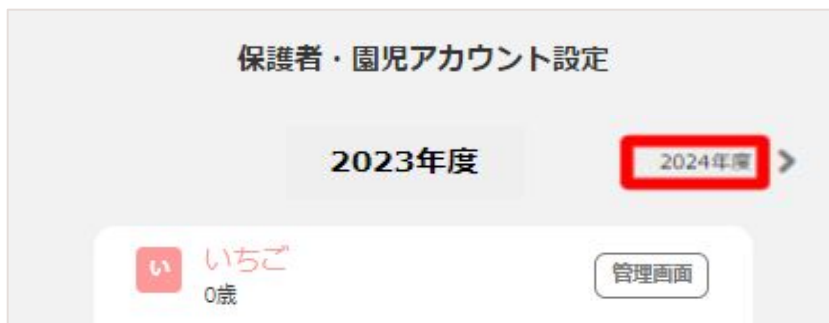 保護者・園児アカウント設定
2023年度
2024年度
い いちご
0歳
管理画面